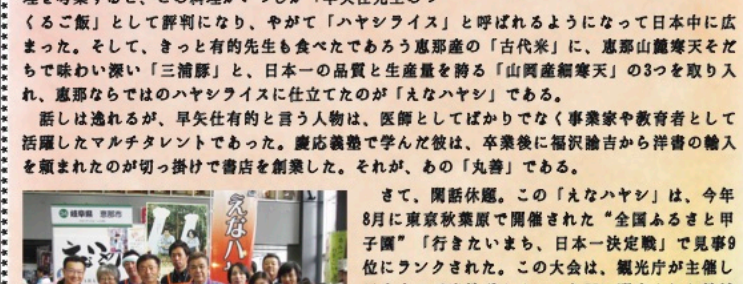 くるご飯」として評判になり、やがて「ハヤシライス」と呼ばれるようになって日本中に広
まった。そして、きっと有的先生も食べたであろう恵那産の「古代米」に、恵那山麓寒天そだ
ちで味わい深い「三浦豚」と、日本一の品質と生産量を誇る「山岡産細寒天」の3つを取り入
れ、恵那ならではのハヤシライスに仕立てたのが「えなハヤシ」である。
話しは逸れるが、早矢仕有的と言う人物は、医師としてばかりでなく事業家や教育者として
活躍したマルチタレントであった。慶応義塾で学んだ彼は、卒業後に福沢諭吉から洋書の輸入
を頼まれたのが切っ掛けで書店を創業した。それが、あの「丸善」である。
さて、閑話休題。この「えなハヤシ」は、今年
8月に東京秋葉原で開催された“全国ふるさと甲
子園”「行きたいまち、日本一決定戦」で見事9
位にランクされた。この大会は、観光庁が主催し
岐阜県 恵那市
えなハヤ